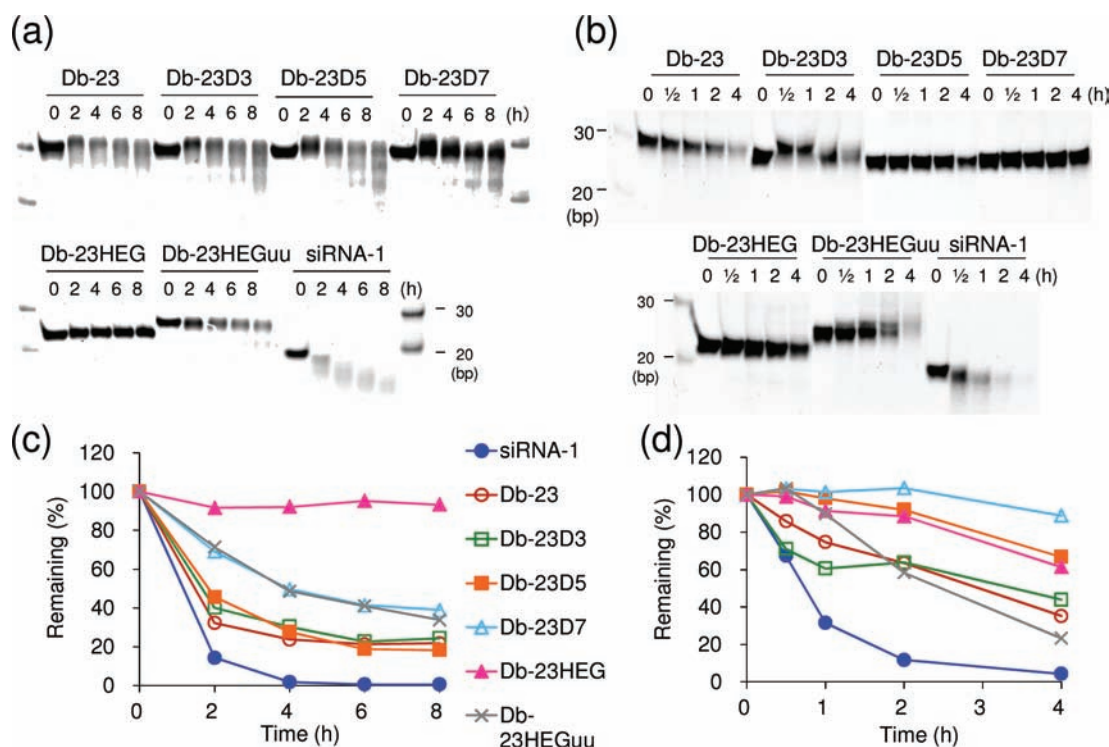 (a)
Db-23 Db-23D3 Db-23D5 Db-23D7
0 2 4 6 8 0 2 4 6 8 0 2 4 6 8 0 2 4 6 8 (h)
Db-23HEG Db-23HEGuu siRNA-1
0 2 4 6 8 0 2 4 6 8 0 2 4 6 8 (h)
30
20
(bp)
(b)
Db-23 Db-23D3 Db-23D5 Db-23D7
0 ½ 1 2 4 0 ½ 1 2 4 0 ½ 1 2 4 0 ½ 1 2 4 (h)
30
20
(bp)
Db-23HEG Db-23HEGuu siRNA-1
0 ½ 1 2 4 0 ½ 1 2 4 0 ½ 1 2 4 (h)
30
20
(bp)
(c)
120
100
80
60
40
20
0
Remaining (%)
0 2 4 6 8
Time (h)
siRNA-1
Db-23
Db-23D3
Db-23D5
Db-23D7
Db-23HEG
Db-
23HEGuu
(d)
120
100
80
60
40
20
0
Remaining (%)
0 1 2 3 4
Time (h)